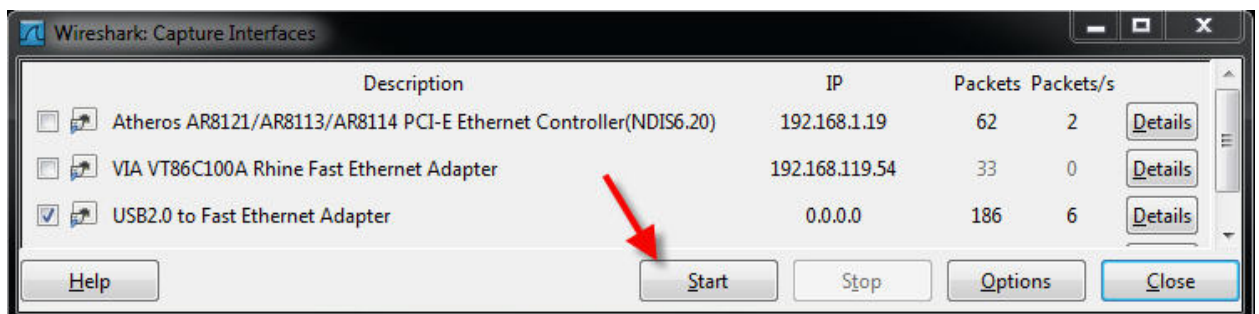 Wireshark: Capture Interfaces
Description IP Packets Packets/s
Atheros AR8121/AR8113/AR8114 PCI-E Ethernet Controller(NDIS6.20) 192.168.1.19 62 2 Details
VIA VT86C100A Rhine Fast Ethernet Adapter 192.168.119.54 33 0 Details
USB2.0 to Fast Ethernet Adapter 0.0.0.0 186 6 Details
Help Start Stop Options Close